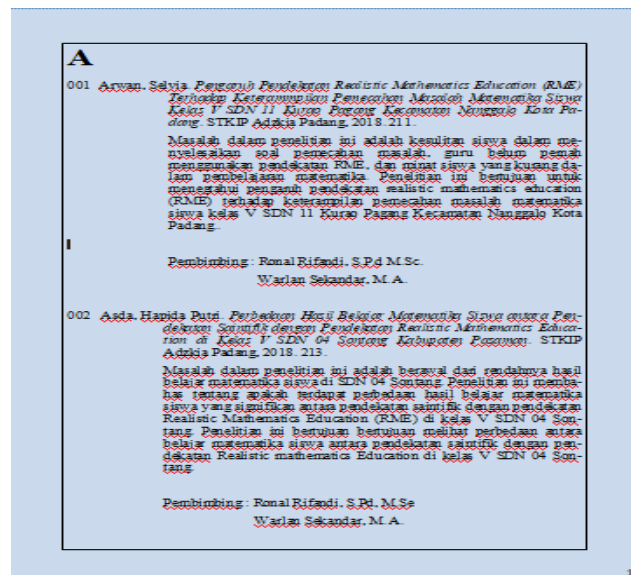 A
001 Arwan, Selvia. Pengaruh Pendekatan Realistic Mathematics Education (RME)
Terhadap Keterammpilan Pemecahan Masalah Matematika Siswa
Kelas V SDN 11 Kurao Pagang Kecamatan Nanggalo Kota Pa-
dang. STKIP Adzkia Padang, 2018. 211.
Masalah dalam penelitian ini adalah kesulitan siswa dalam me-
nyelesaikan soal pemecahan masalah, guru belum pernah
menggunakan pendekatan RME, dan minat siswa yang kurang da-
lam pembelajaran matematika. Penelitian ini bertujuan untuk
mengetahui pengaruh pendekatan realistic mathematics education
(RME) terhadap keterampilan pemecahan masalah matematika
siswa kelas V SDN 11 Kurao Pagang Kecamatan Nanggalo Kota
Padang..
Pembimbing : Ronal Rifandi, S.Pd M.Sc.
Warlan Sekandar, M. A.
002 Asda, Hapida Putri. Perbedaan Hasil Belajar Matematika Siswa antara Pen-
dekatan Saintifik dengan Pendekatan Realistic Mathematics Educa-
tion di Kelas V SDN 04 Sontang Kabupaten Pasaman. STKIP
Adzkia Padang, 2018. 213.
Masalah dalam penelitian ini adalah berawal dari rendahnya hasil
belajar matematika siswa di SDN 04 Sontang. Penelitian ini memba-
has tentang apakah terdapat perbedaan hasil belajar matematika
siswa yang signifikan antara pendekatan saintifik dengan pendekatan
Realistic Mathematics Education (RME) di kelas V SDN 04 Son-
tang. Penelitian ini bertujuan bertujuan melihat perbedaan antara
belajar matematika siswa antara pendekatan saintifik dengan pen-
dekatan Realistic mathematics Education di kelas V SDN 04 Son-
tang.
Pembimbing : Ronal Rifandi, S.Pd, M.Se
Warlan Sekandar, M. A.